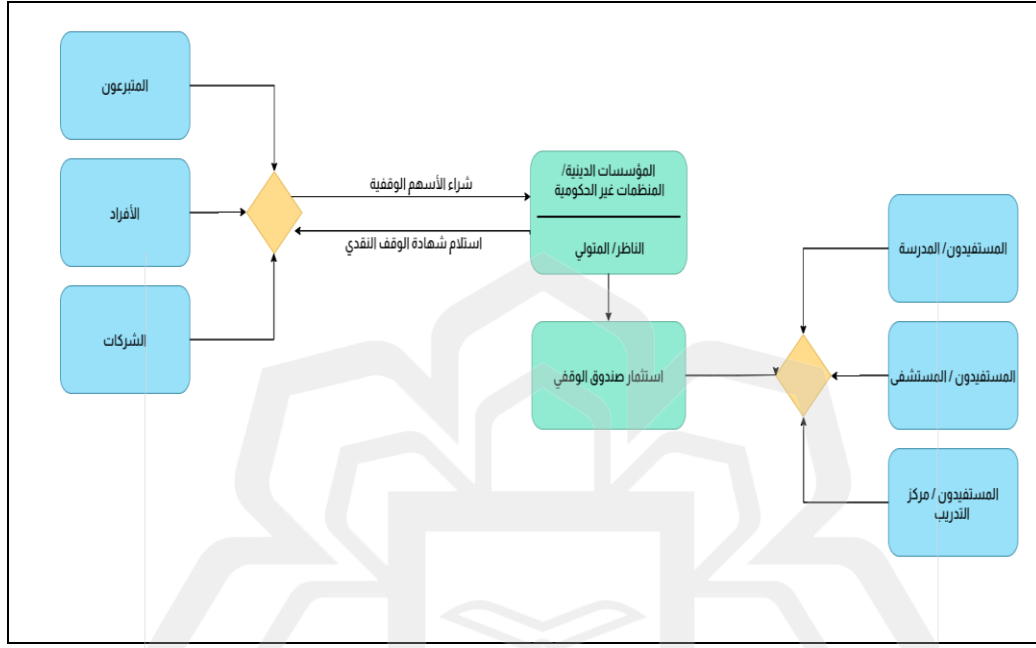 المتبرعون
الأفراد
الشركات
شراء الأسهم الوقفية
استلام شهادة الوقف النقدي
المؤسسات الدينية/
المنظمات غير الحكومية
الناظر/ المتولي
استثمار صندوق الوقفي
المستفيدون/ المدرسة
المستفيدون / المستشفى
المستفيدون / مركز
التدريب